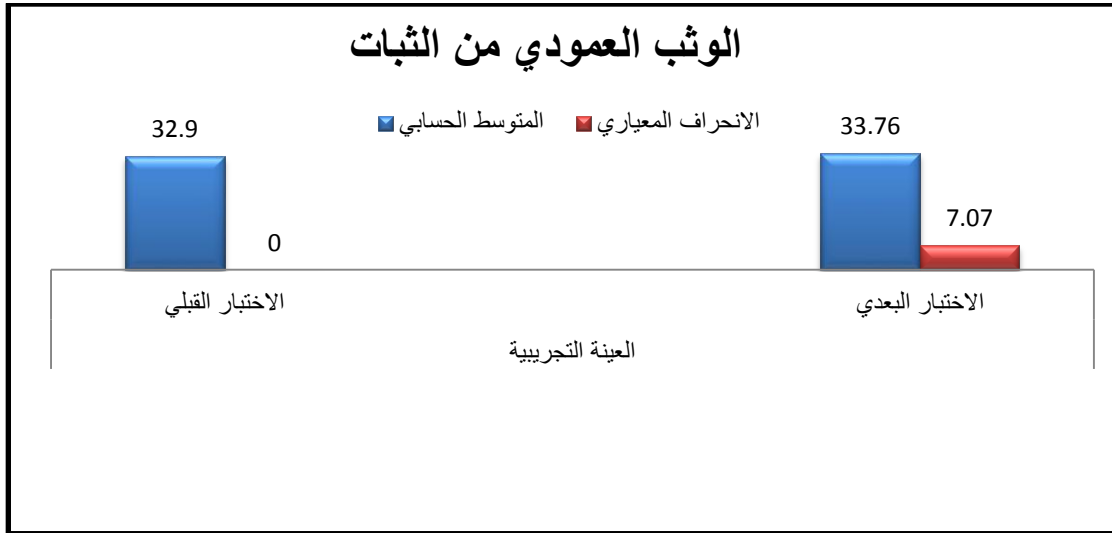 الوثب العمودي من الثبات
المتوسط الحسابي الانحراف المعياري
32.9
0
33.76
7.07
الاختبار القبلي الاختبار البعدي
العينة التجريبية